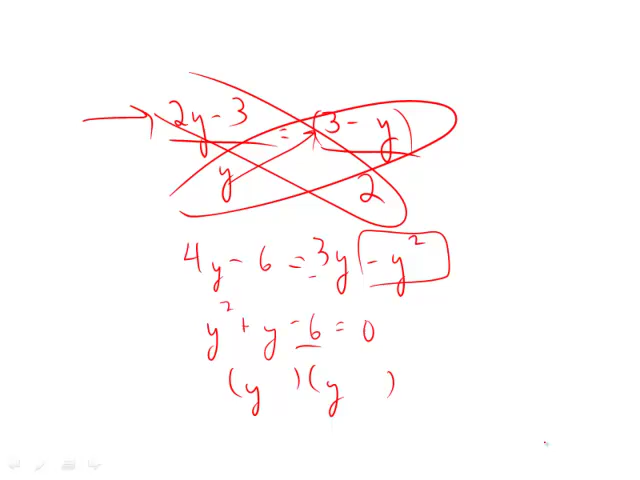 2y - 3 = (3 - y)
y 2
4y - 6 = 3y - y²
y² + y - 6 = 0
(y )(y )